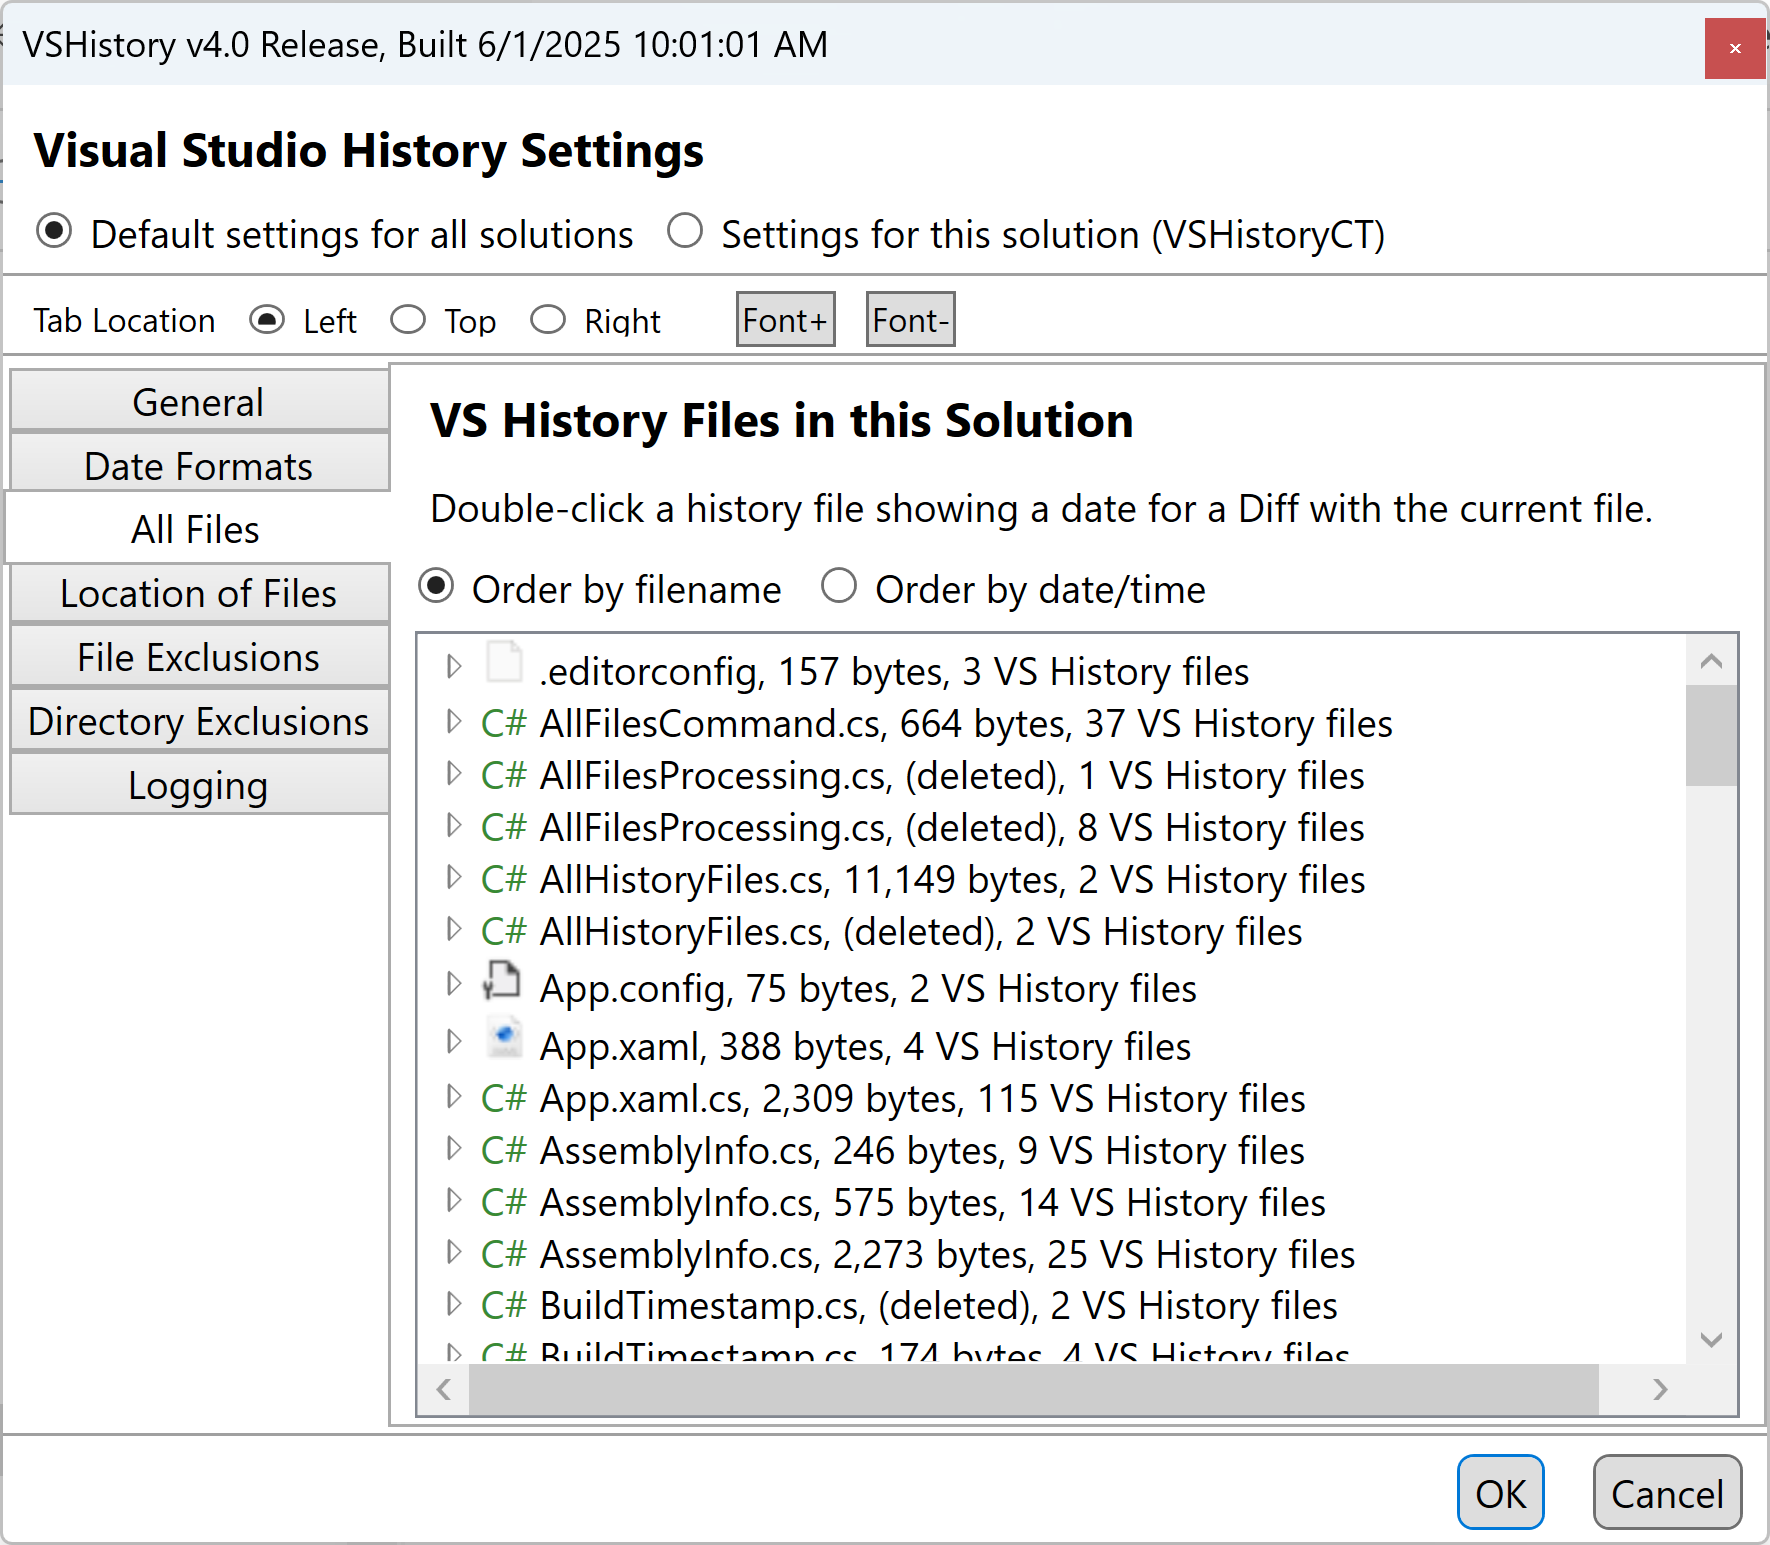 VSHistory v4.0 Release, Built 6/1/2025 10:01:01 AM
Visual Studio History Settings
Default settings for all solutions Settings for this solution (VSHistoryCT)
Tab Location Left Top Right Font+ Font-
General
Date Formats
All Files
Location of Files
File Exclusions
Directory Exclusions
Logging
VS History Files in this Solution
Double-click a history file showing a date for a Diff with the current file.
Order by filename Order by date/time
.editorconfig, 157 bytes, 3 VS History files
C# AllFilesCommand.cs, 664 bytes, 37 VS History files
C# AllFilesProcessing.cs, (deleted), 1 VS History files
C# AllFilesProcessing.cs, (deleted), 8 VS History files
C# AllHistoryFiles.cs, 11,149 bytes, 2 VS History files
C# AllHistoryFiles.cs, (deleted), 2 VS History files
App.config, 75 bytes, 2 VS History files
App.xaml, 388 bytes, 4 VS History files
C# App.xaml.cs, 2,309 bytes, 115 VS History files
C# AssemblyInfo.cs, 246 bytes, 9 VS History files
C# AssemblyInfo.cs, 575 bytes, 14 VS History files
C# AssemblyInfo.cs, 2,273 bytes, 25 VS History files
C# BuildTimestamp.cs, (deleted), 2 VS History files
C# BuildTimestamp.cs, 174 bytes, 4 VS History files
OK Cancel